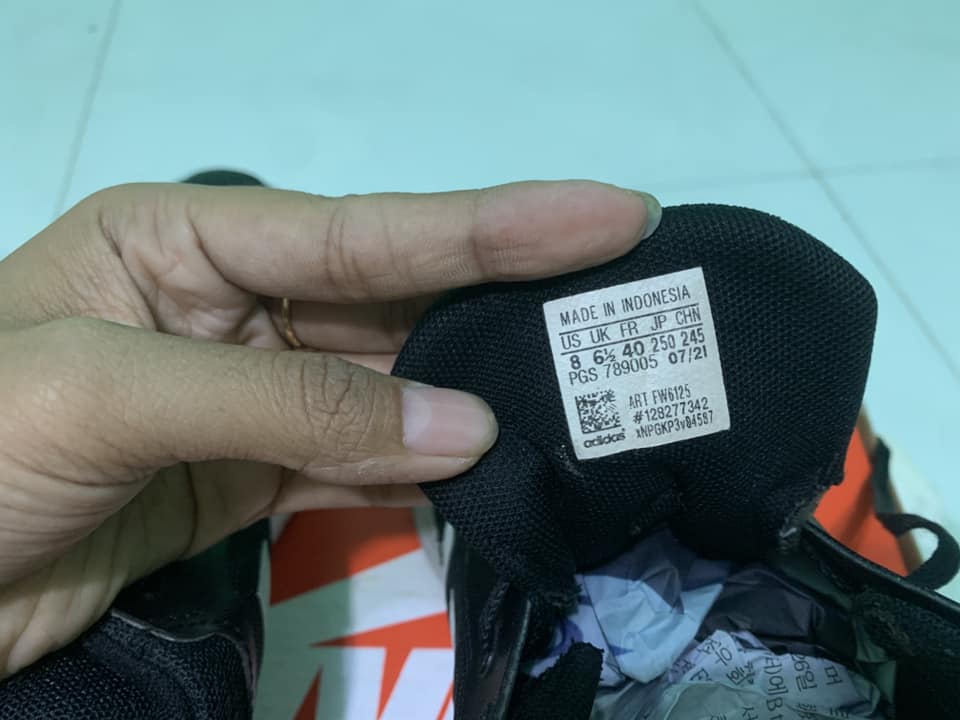 MADE IN INDONESIA
US UK FR JP CHN
8 6½ 40 250 245
PGS 789005 07/21
ART FW6125
#128277342
adidas xNPGKP3v84587